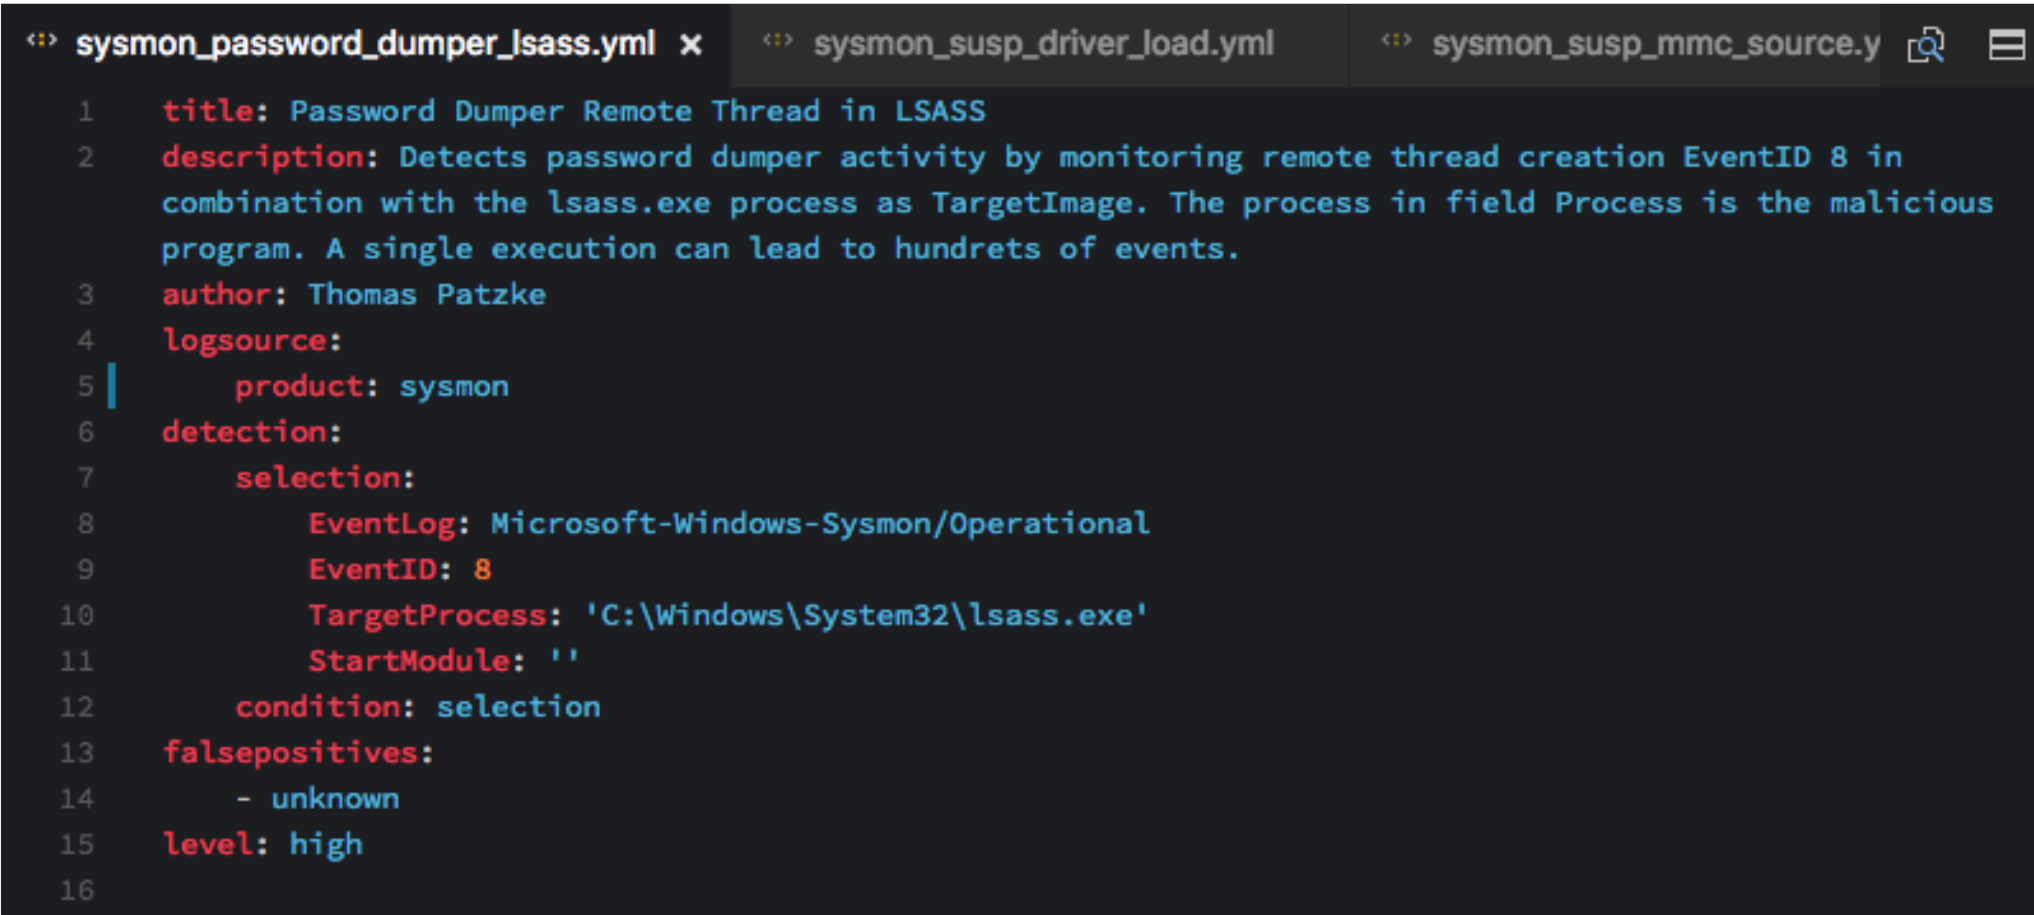 sysmon_password_dumper_lsass.yml × sysmon_susp_driver_load.yml sysmon_susp_mmc_source.y
1 title: Password Dumper Remote Thread in LSASS
2 description: Detects password dumper activity by monitoring remote thread creation EventID 8 in
combination with the lsass.exe process as TargetImage. The process in field Process is the malicious
program. A single execution can lead to hundrets of events.
3 author: Thomas Patzke
4 logsource:
5     product: sysmon
6 detection:
7     selection:
8         EventLog: Microsoft-Windows-Sysmon/Operational
9         EventID: 8
10         TargetProcess: 'C:\Windows\System32\lsass.exe'
11         StartModule: ''
12     condition: selection
13 falsepositives:
14     - unknown
15 level: high
16